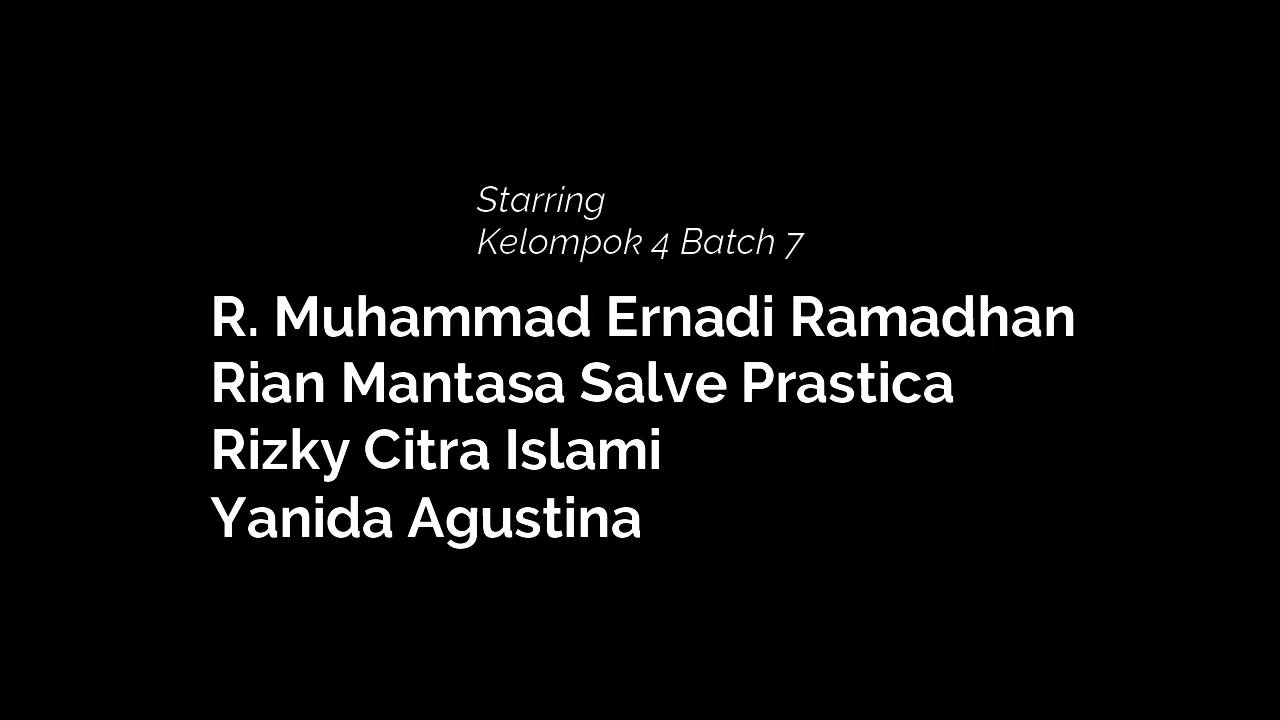 Starring
Kelompok 4 Batch 7
R. Muhammad Ernadi Ramadhan
Rian Mantasa Salve Prastica
Rizky Citra Islami
Yanida Agustina